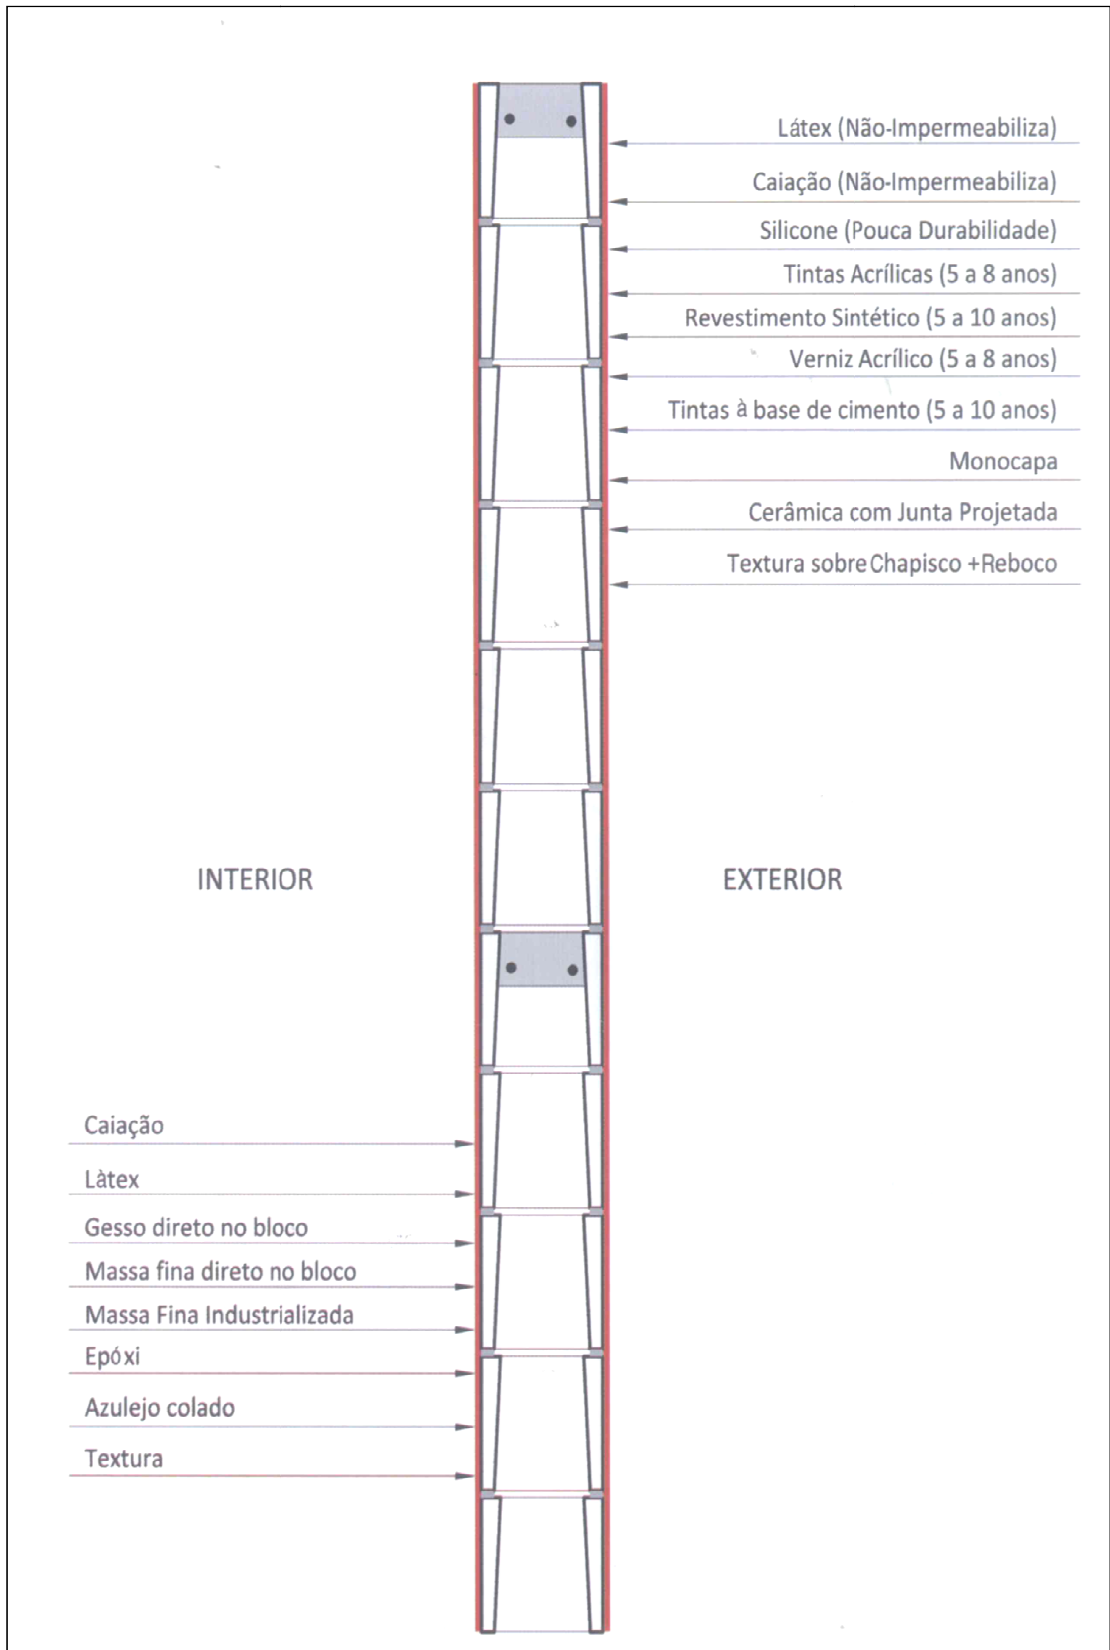 Látex (Não-Impermeabiliza)
Caiação (Não-Impermeabiliza)
Silicone (Pouca Durabilidade)
Tintas Acrílicas (5 a 8 anos)
Revestimento Sintético (5 a 10 anos)
Verniz Acrílico (5 a 8 anos)
Tintas à base de cimento (5 a 10 anos)
Monocapa
Cerâmica com Junta Projetada
Textura sobre Chapisco +Reboco
INTERIOR
EXTERIOR
Caiação
Làtex
Gesso direto no bloco
Massa fina direto no bloco
Massa Fina Industrializada
Epóxi
Azulejo colado
Textura